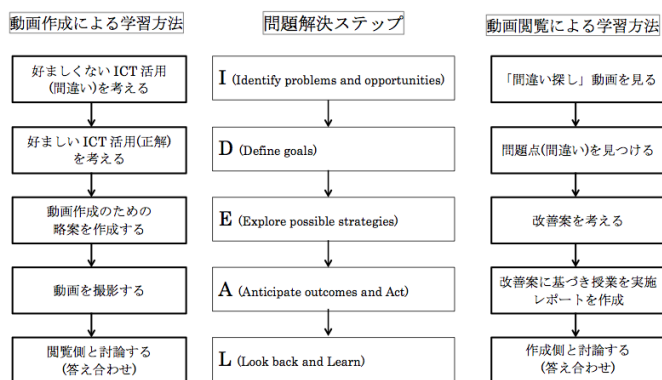 動画作成による学習方法
好ましくない ICT 活用
(間違い)を考える
好ましい ICT 活用(正解)
を考える
動画作成のための
略案を作成する
動画を撮影する
閲覧側と討論する
(答え合わせ)
問題解決ステップ
I (Identify problems and opportunities)
D (Define goals)
E (Explore possible strategies)
A (Anticipate outcomes and Act)
L (Look back and Learn)
動画閲覧による学習方法
「間違い探し」動画を見る
問題点(間違い)を見つける
改善案を考える
改善案に基づき授業を実施
レポートを作成
作成側と討論する
(答え合わせ)